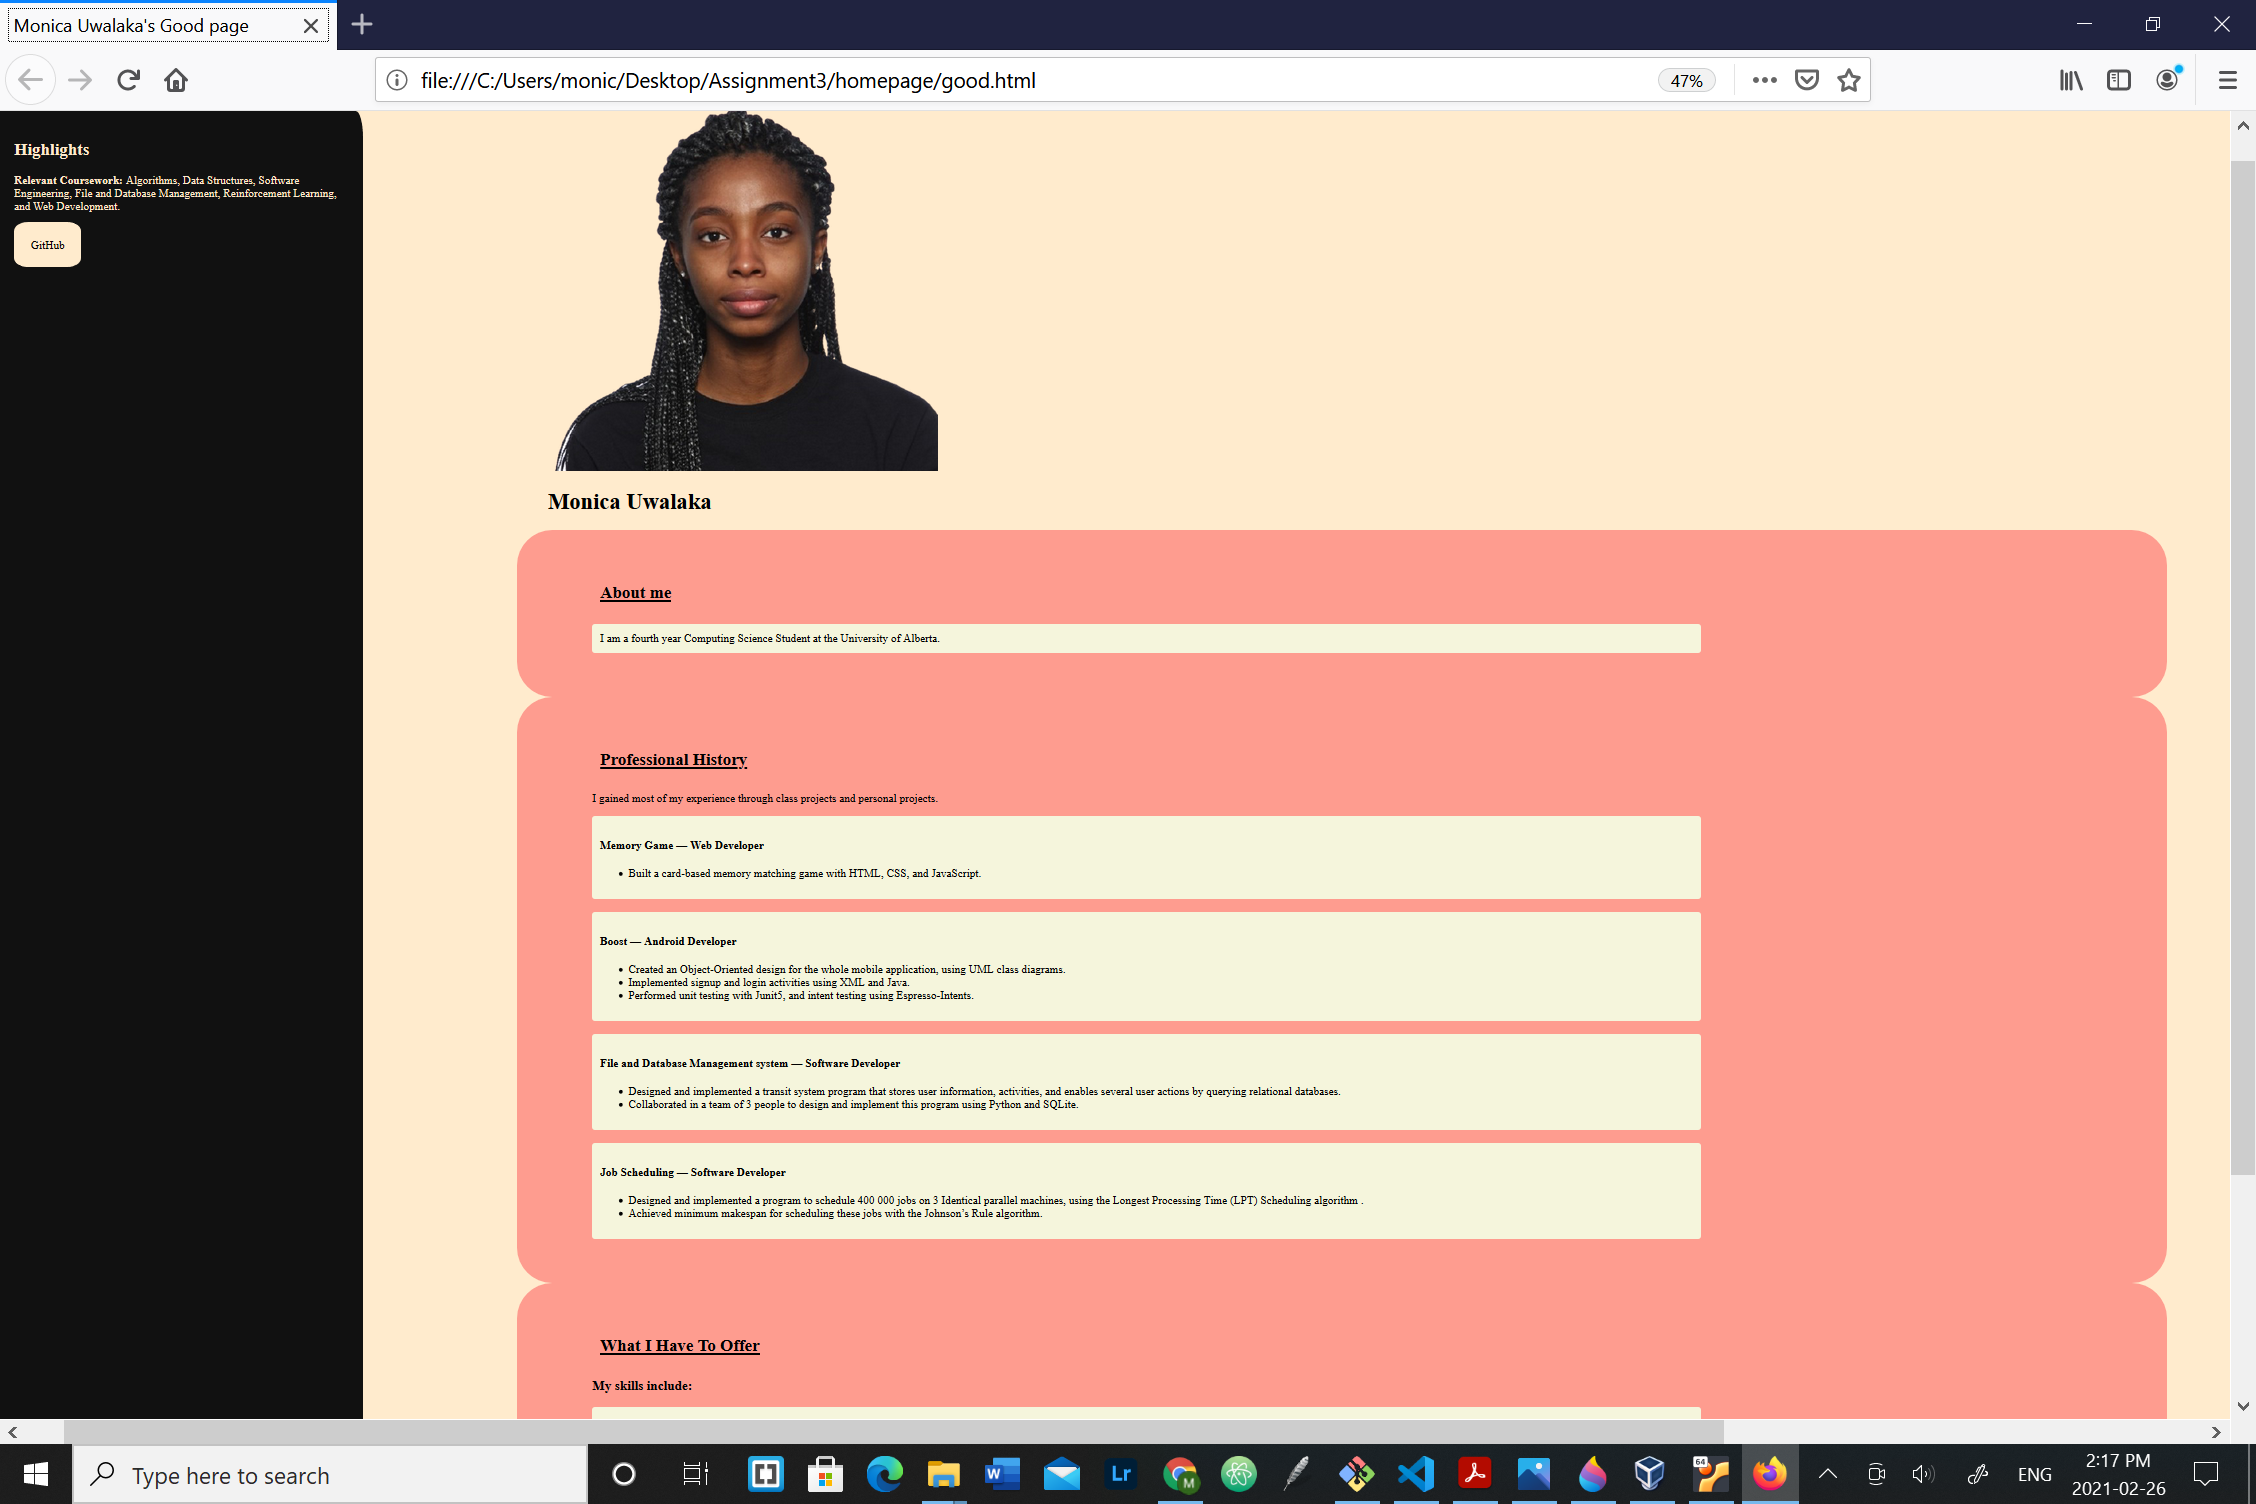 Monica Uwalaka's Good page
file:///C:/Users/monic/Desktop/Assignment3/homepage/good.html
47%
Highlights
Relevant Coursework: Algorithms, Data Structures, Software
Engineering, File and Database Management, Reinforcement Learning,
and Web Development.
GitHub
Monica Uwalaka
About me
I am a fourth year Computing Science Student at the University of Alberta.
Professional History
I gained most of my experience through class projects and personal projects.
Memory Game — Web Developer
• Built a card-based memory matching game with HTML, CSS, and JavaScript.
Boost — Android Developer
• Created an Object-Oriented design for the whole mobile application, using UML class diagrams.
• Implemented signup and login activities using XML and Java.
• Performed unit testing with Junit5, and intent testing using Espresso-Intents.
File and Database Management system — Software Developer
• Designed and implemented a transit system program that stores user information, activities, and enables several user actions by querying relational databases.
• Collaborated in a team of 3 people to design and implement this program using Python and SQLite.
Job Scheduling — Software Developer
• Designed and implemented a program to schedule 400 000 jobs on 3 Identical parallel machines, using the Longest Processing Time (LPT) Scheduling algorithm .
• Achieved minimum makespan for scheduling these jobs with the Johnson's Rule algorithm.
What I Have To Offer
My skills include:
Type here to search
W
Lr
M
64
ENG
2:17 PM
2021-02-26